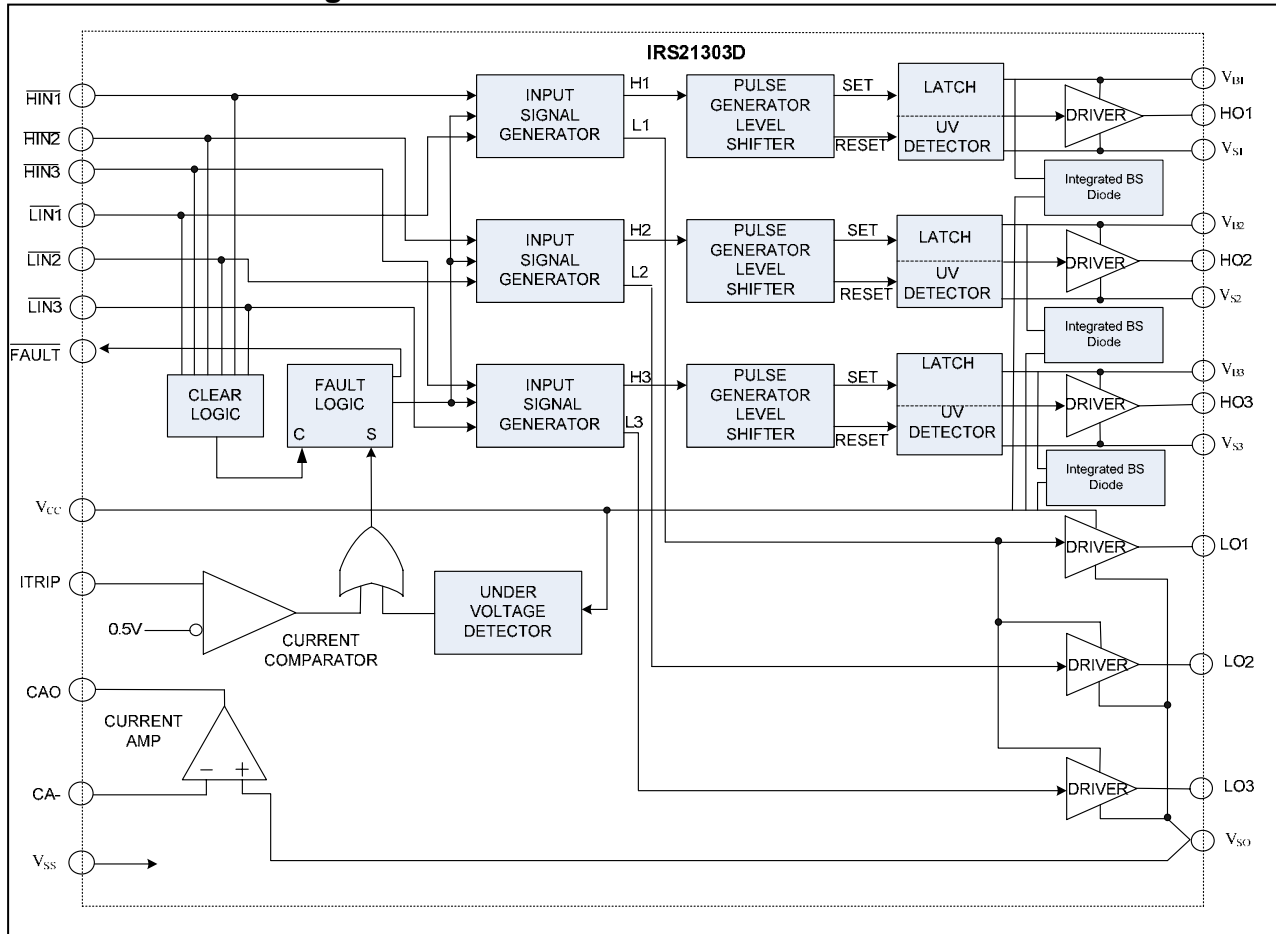 IRS21303D
HIN1
HIN2
HIN3
LIN1
LIN2
LIN3
FAULT
VCC
ITRIP
0.5V
CAO
CA-
VSS
CLEAR
LOGIC
FAULT
LOGIC
C S
CURRENT
COMPARATOR
UNDER
VOLTAGE
DETECTOR
CURRENT
AMP
- +
INPUT
SIGNAL
GENERATOR
H1
L1
PULSE
GENERATOR
LEVEL
SHIFTER
SET
RESET
LATCH
UV
DETECTOR
DRIVER
Integrated BS
Diode
VB1
HO1
VS1
INPUT
SIGNAL
GENERATOR
H2
L2
PULSE
GENERATOR
LEVEL
SHIFTER
SET
RESET
LATCH
UV
DETECTOR
DRIVER
Integrated BS
Diode
VB2
HO2
VS2
INPUT
SIGNAL
GENERATOR
H3
L3
PULSE
GENERATOR
LEVEL
SHIFTER
SET
RESET
LATCH
UV
DETECTOR
DRIVER
Integrated BS
Diode
VB3
HO3
VS3
DRIVER
LO1
DRIVER
LO2
DRIVER
LO3
VSO